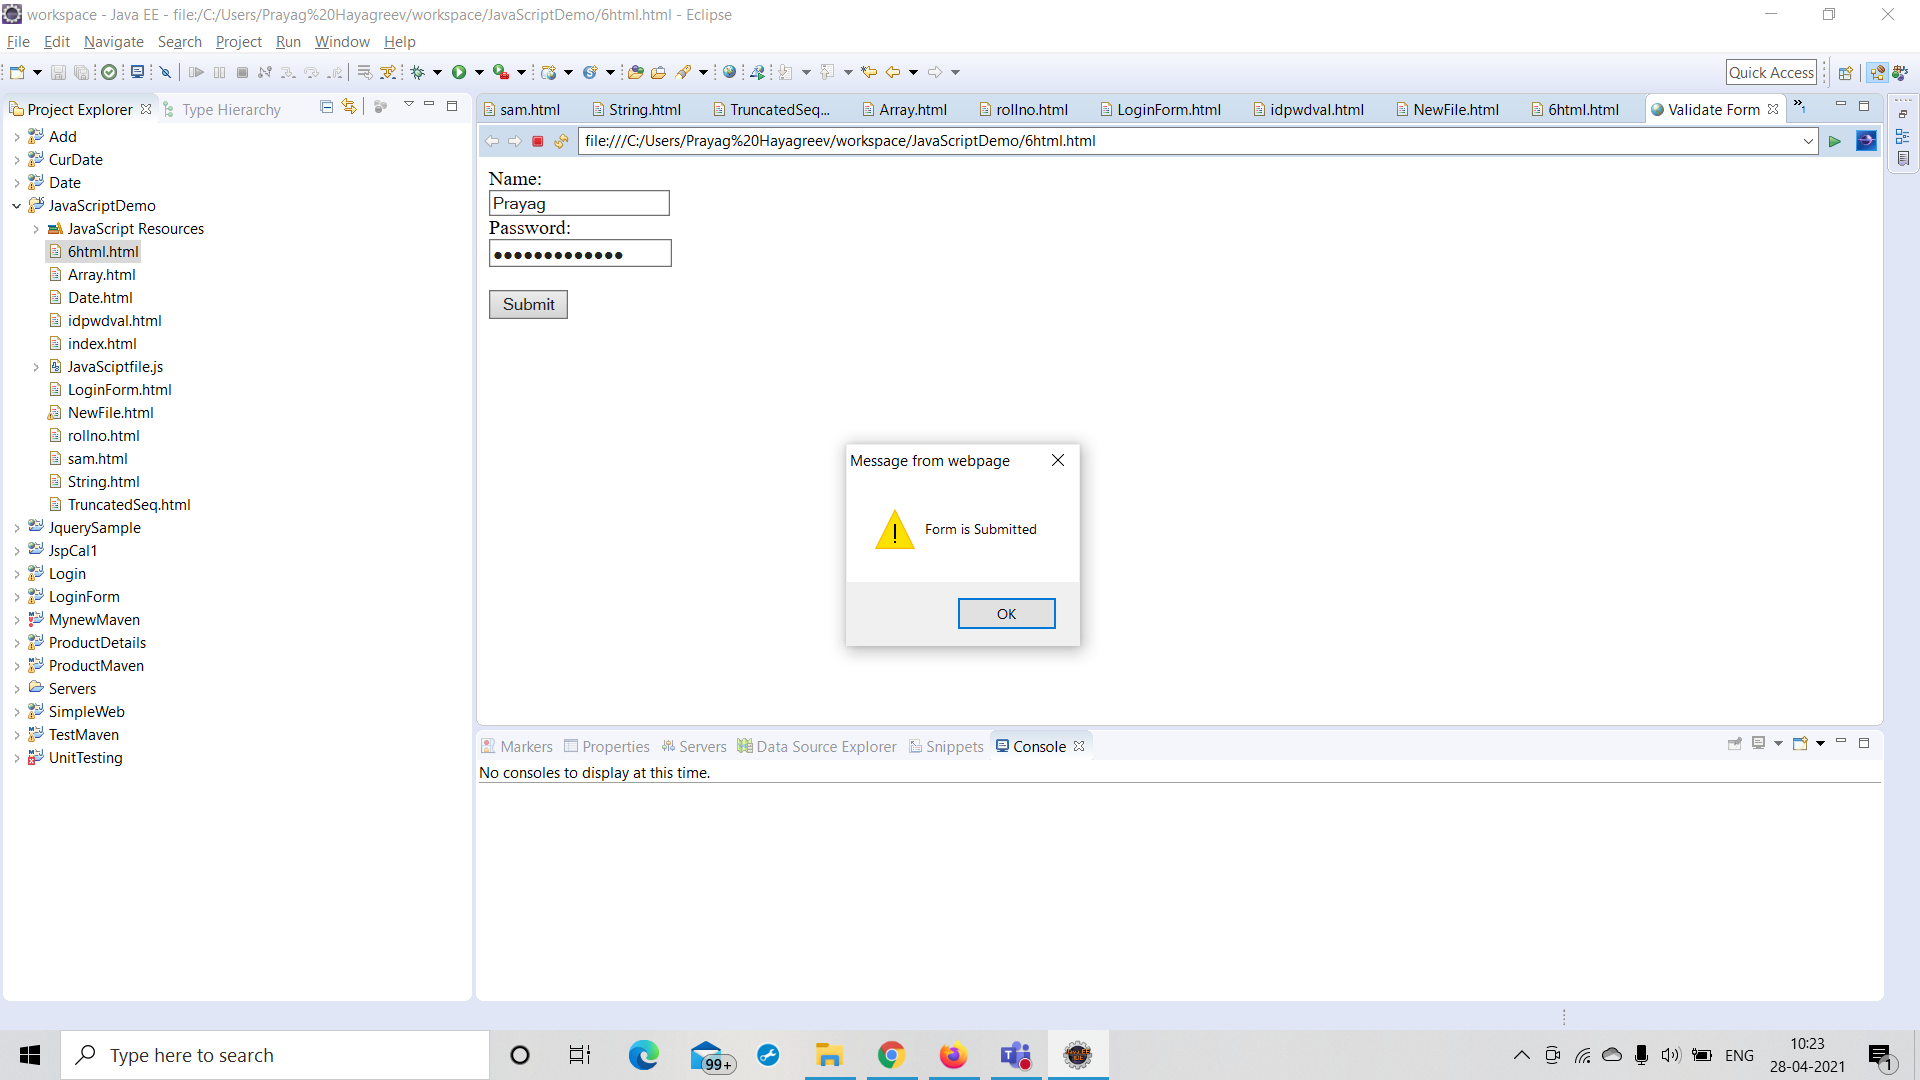 workspace - Java EE - file:/C:/Users/Prayag%20Hayagreev/workspace/JavaScriptDemo/6html.html - Eclipse
File Edit Navigate Search Project Run Window Help
Quick Access
Project Explorer Type Hierarchy
Add
CurDate
Date
JavaScriptDemo
JavaScript Resources
6html.html
Array.html
Date.html
idpwdval.html
index.html
JavaSciptfile.js
LoginForm.html
NewFile.html
rollno.html
sam.html
String.html
TruncatedSeq.html
JquerySample
JspCal1
Login
LoginForm
MynewMaven
ProductDetails
ProductMaven
Servers
SimpleWeb
TestMaven
UnitTesting
sam.html String.html TruncatedSeq... Array.html rollno.html LoginForm.html idpwdval.html NewFile.html 6html.html Validate Form »1
file:///C:/Users/Prayag%20Hayagreev/workspace/JavaScriptDemo/6html.html
Name:
Prayag
Password:
•••••••••••••
Submit
Message from webpage
Form is Submitted
OK
Markers Properties Servers Data Source Explorer Snippets Console
No consoles to display at this time.
Type here to search
99+
ENG
10:23
28-04-2021
1